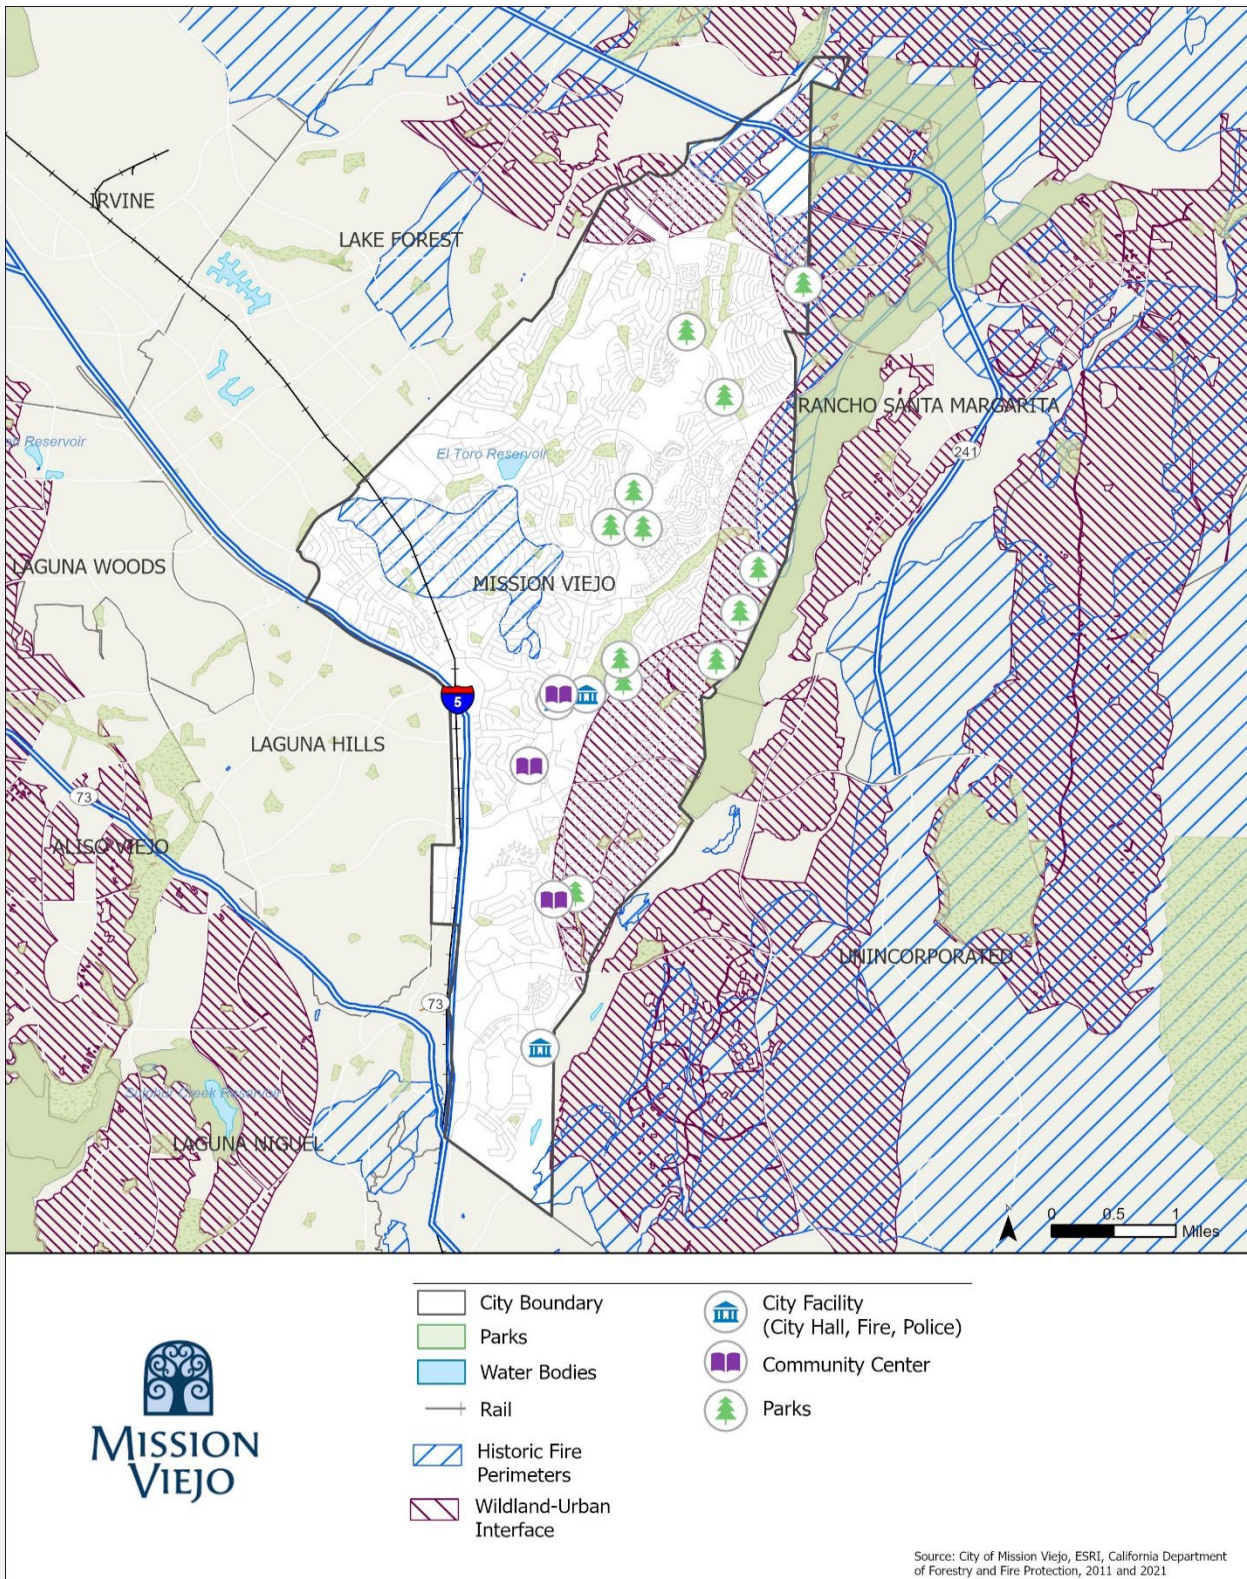 IRVINE
LAKE FOREST
El Toro Reservoir
RANCHO SANTA MARGARITA
241
Reservoir
LAGUNA WOODS
MISSION VIEJO
5
LAGUNA HILLS
73
ALISO VIEJO
UNINCORPORATED
73
Sulphur Creek Reservoir
LAGUNA NIGUEL
N
0 0.5 1
Miles
City Boundary
Parks
Water Bodies
Rail
Historic Fire
Perimeters
Wildland-Urban
Interface
City Facility
(City Hall, Fire, Police)
Community Center
Parks
MISSION
VIEJO
Source: City of Mission Viejo, ESRI, California Department
of Forestry and Fire Protection, 2011 and 2021